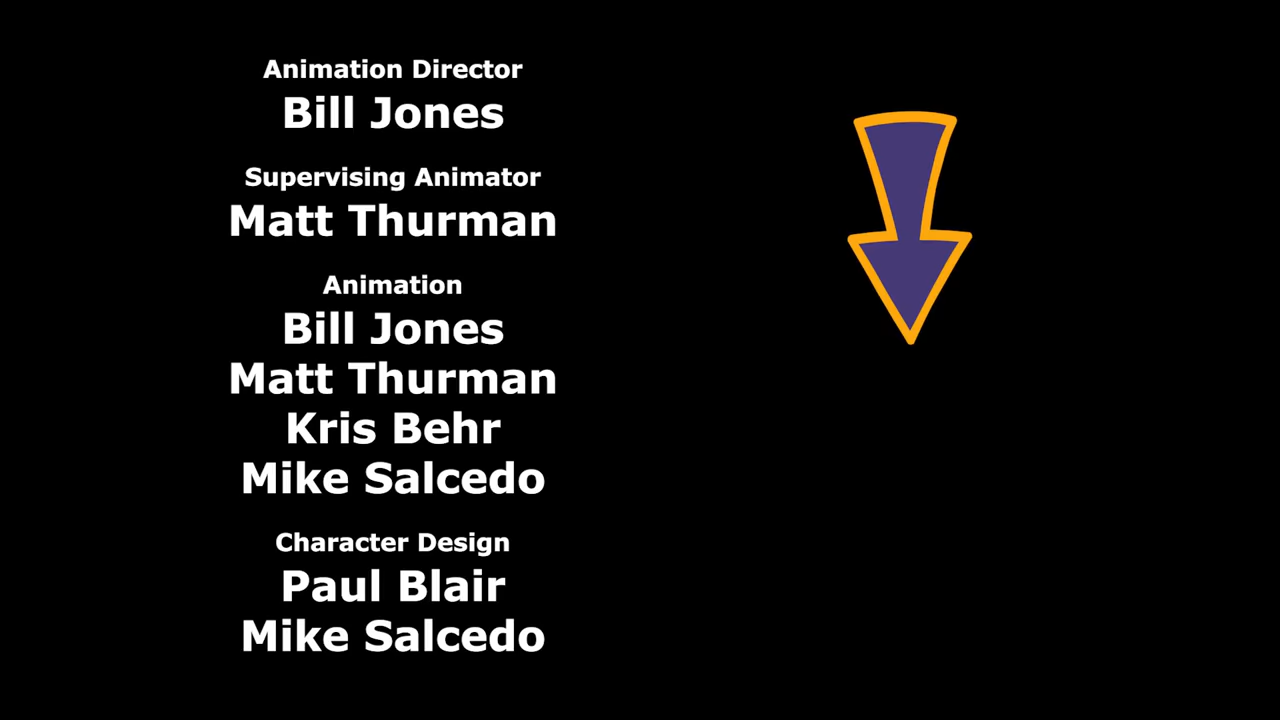 Animation Director
Bill Jones
Supervising Animator
Matt Thurman
Animation
Bill Jones
Matt Thurman
Kris Behr
Mike Salcedo
Character Design
Paul Blair
Mike Salcedo